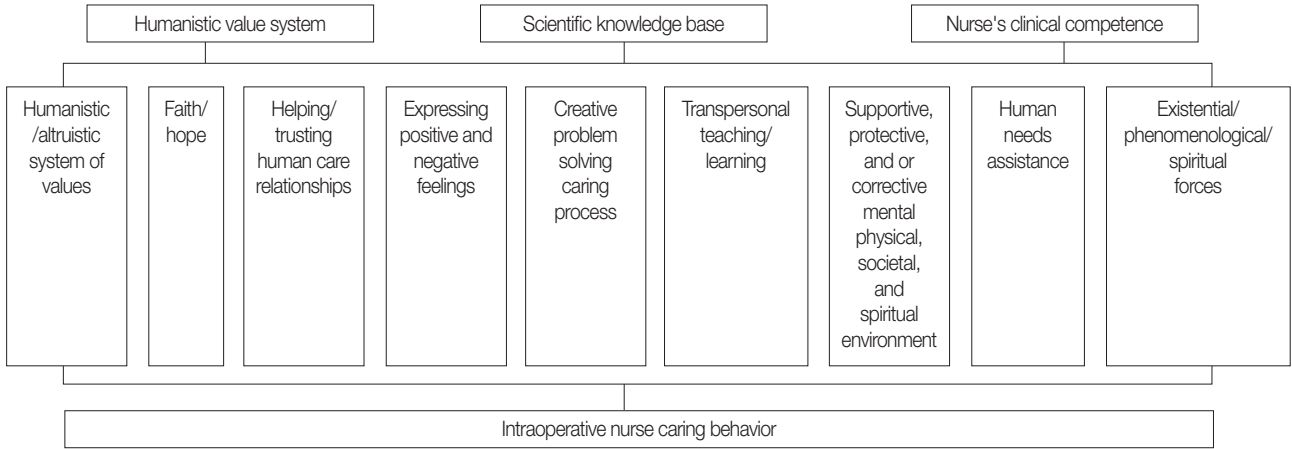 Humanistic value system
Scientific knowledge base
Nurse's clinical competence
Humanistic
/altruistic
system of
values
Faith/
hope
Helping/
trusting
human care
relationships
Expressing
positive and
negative
feelings
Creative
problem
solving
caring
process
Transpersonal
teaching/
learning
Supportive,
protective,
and or
corrective
mental
physical,
societal,
and
spiritual
environment
Human
needs
assistance
Existential/
phenomenological/
spiritual
forces
Intraoperative nurse caring behavior